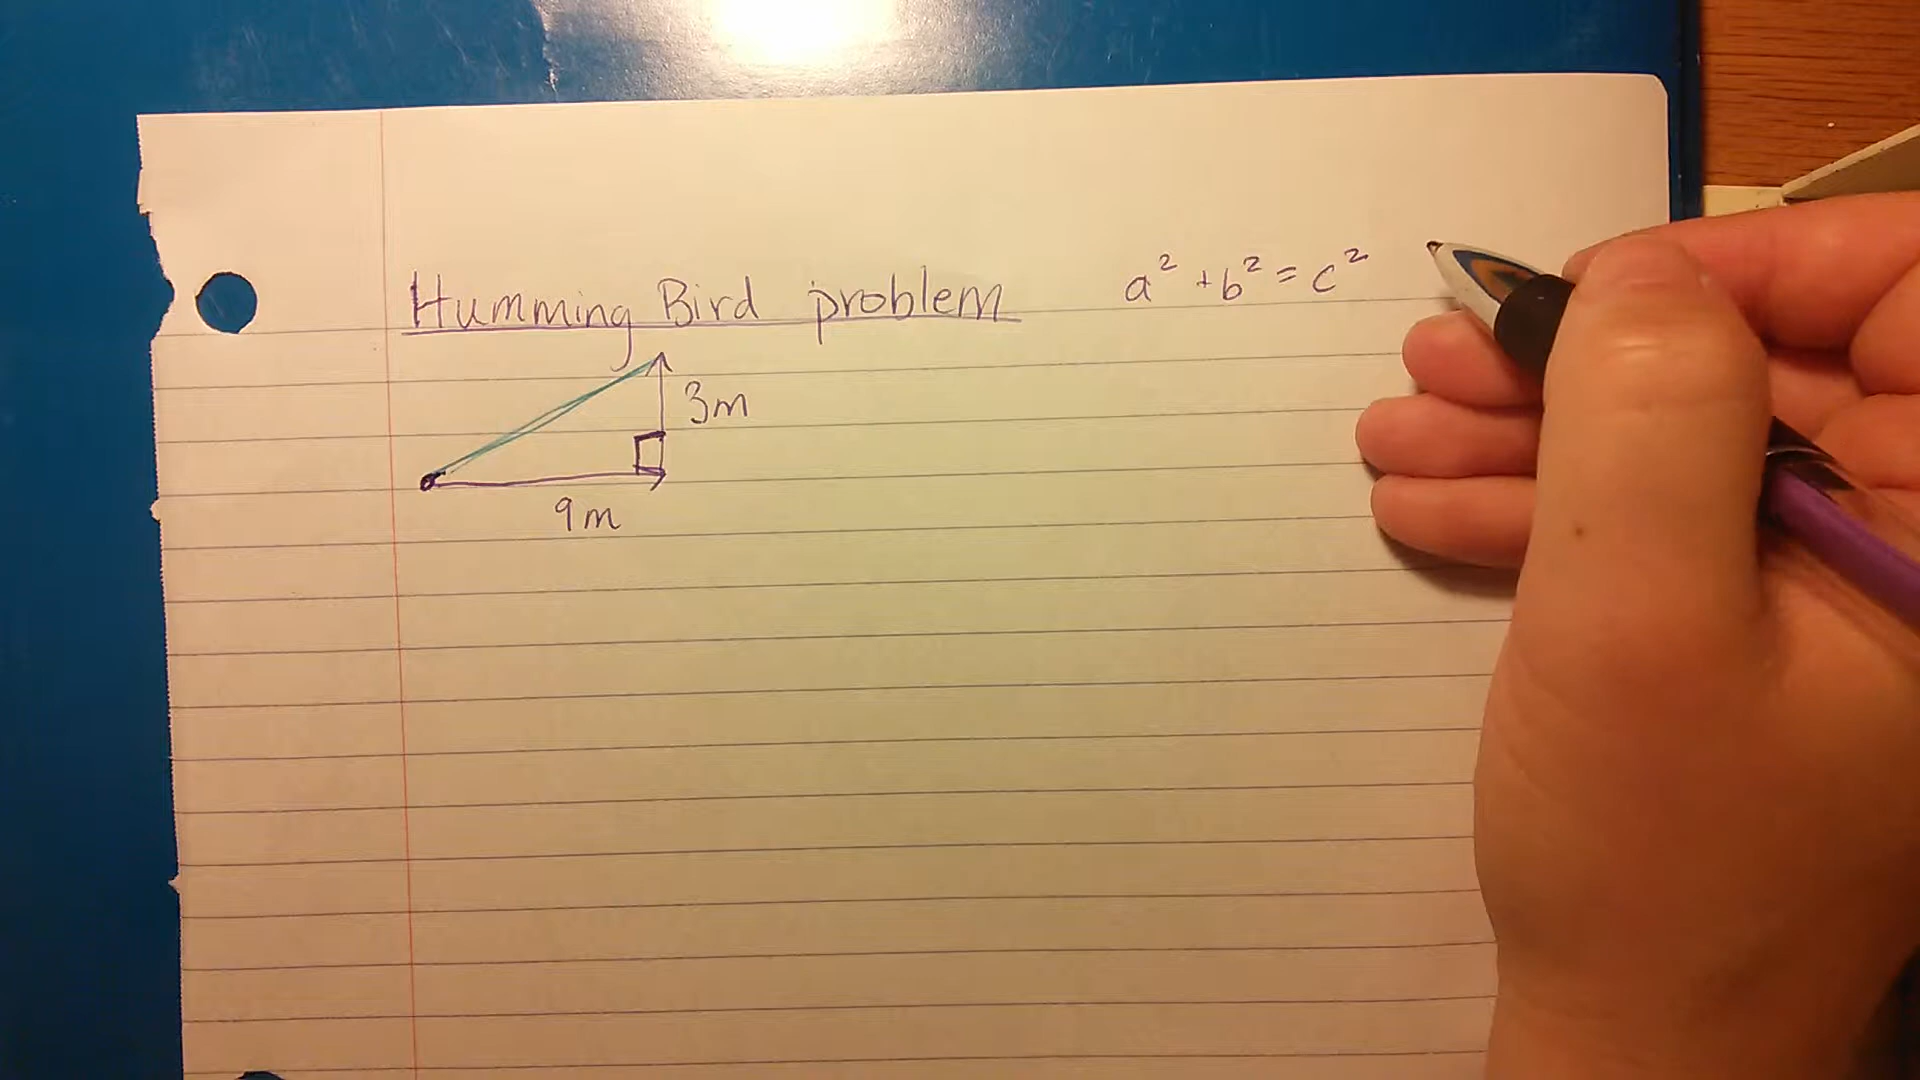 Humming Bird problem
a² + b² = c²
3m
9m